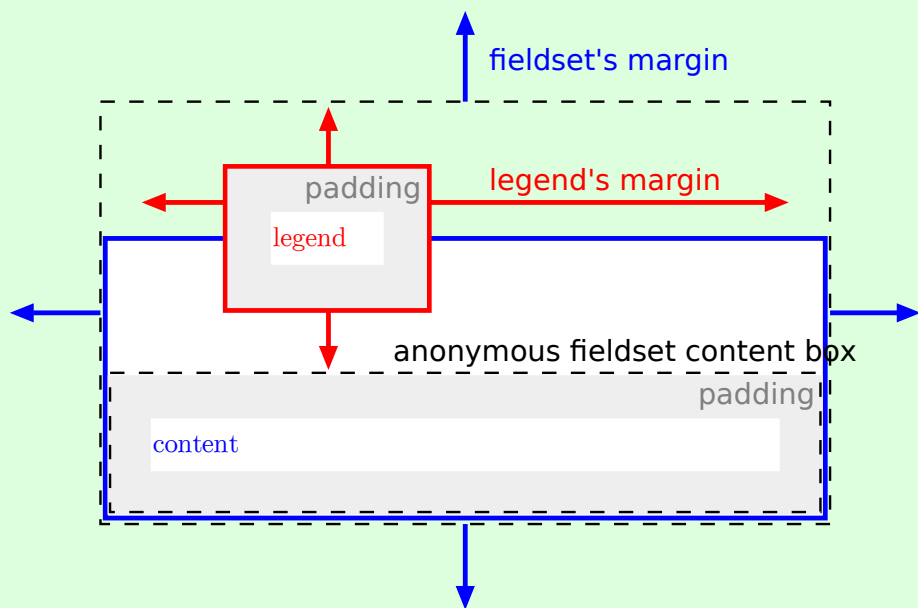 fieldset's margin
legend's margin
padding
legend
anonymous fieldset content box
padding
content